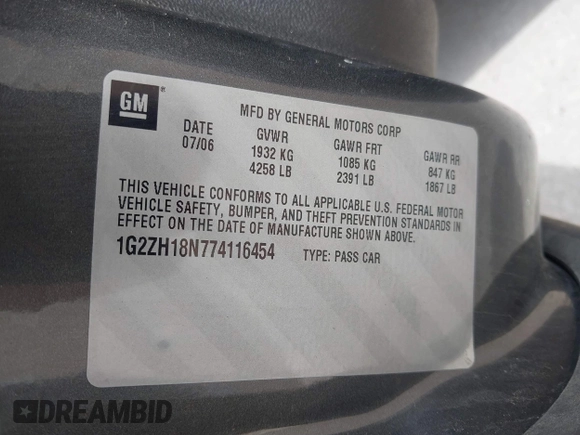 GM ®
MFD BY GENERAL MOTORS CORP
DATE GVWR GAWR FRT GAWR RR
07/06 1932 KG 1085 KG 847 KG
4258 LB 2391 LB 1867 LB
THIS VEHICLE CONFORMS TO ALL APPLICABLE U.S. FEDERAL MOTOR
VEHICLE SAFETY, BUMPER, AND THEFT PREVENTION STANDARDS IN
EFFECT ON THE DATE OF MANUFACTURE SHOWN ABOVE.
1G2ZH18N774116454 TYPE: PASS CAR
DREAMBID